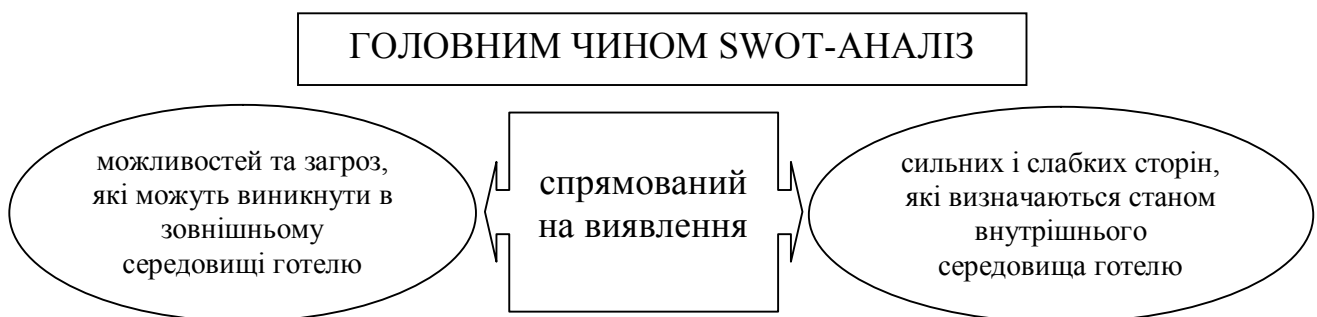 ГОЛОВНИМ ЧИНОМ SWOT-АНАЛІЗ
можливостей та загроз,
які можуть виникнути в
зовнішньому
середовищі готелю
спрямований
на виявлення
сильних і слабких сторін,
які визначаються станом
внутрішнього
середовища готелю